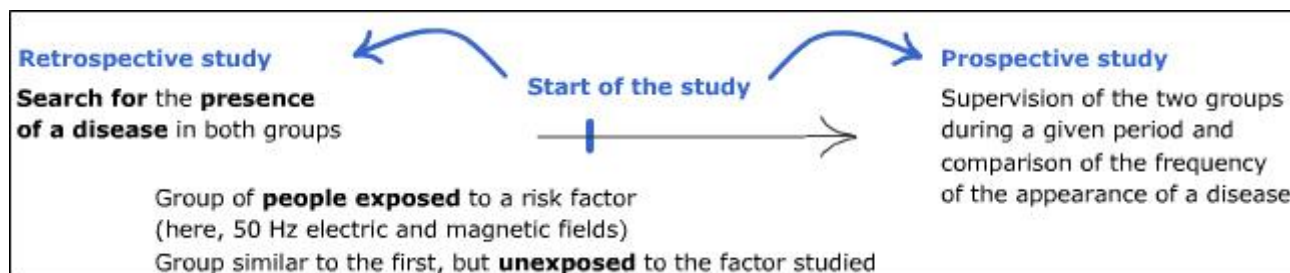 Retrospective study
Search for the presence
of a disease in both groups
Start of the study
Prospective study
Supervision of the two groups
during a given period and
comparison of the frequency
of the appearance of a disease
Group of people exposed to a risk factor
(here, 50 Hz electric and magnetic fields)
Group similar to the first, but unexposed to the factor studied